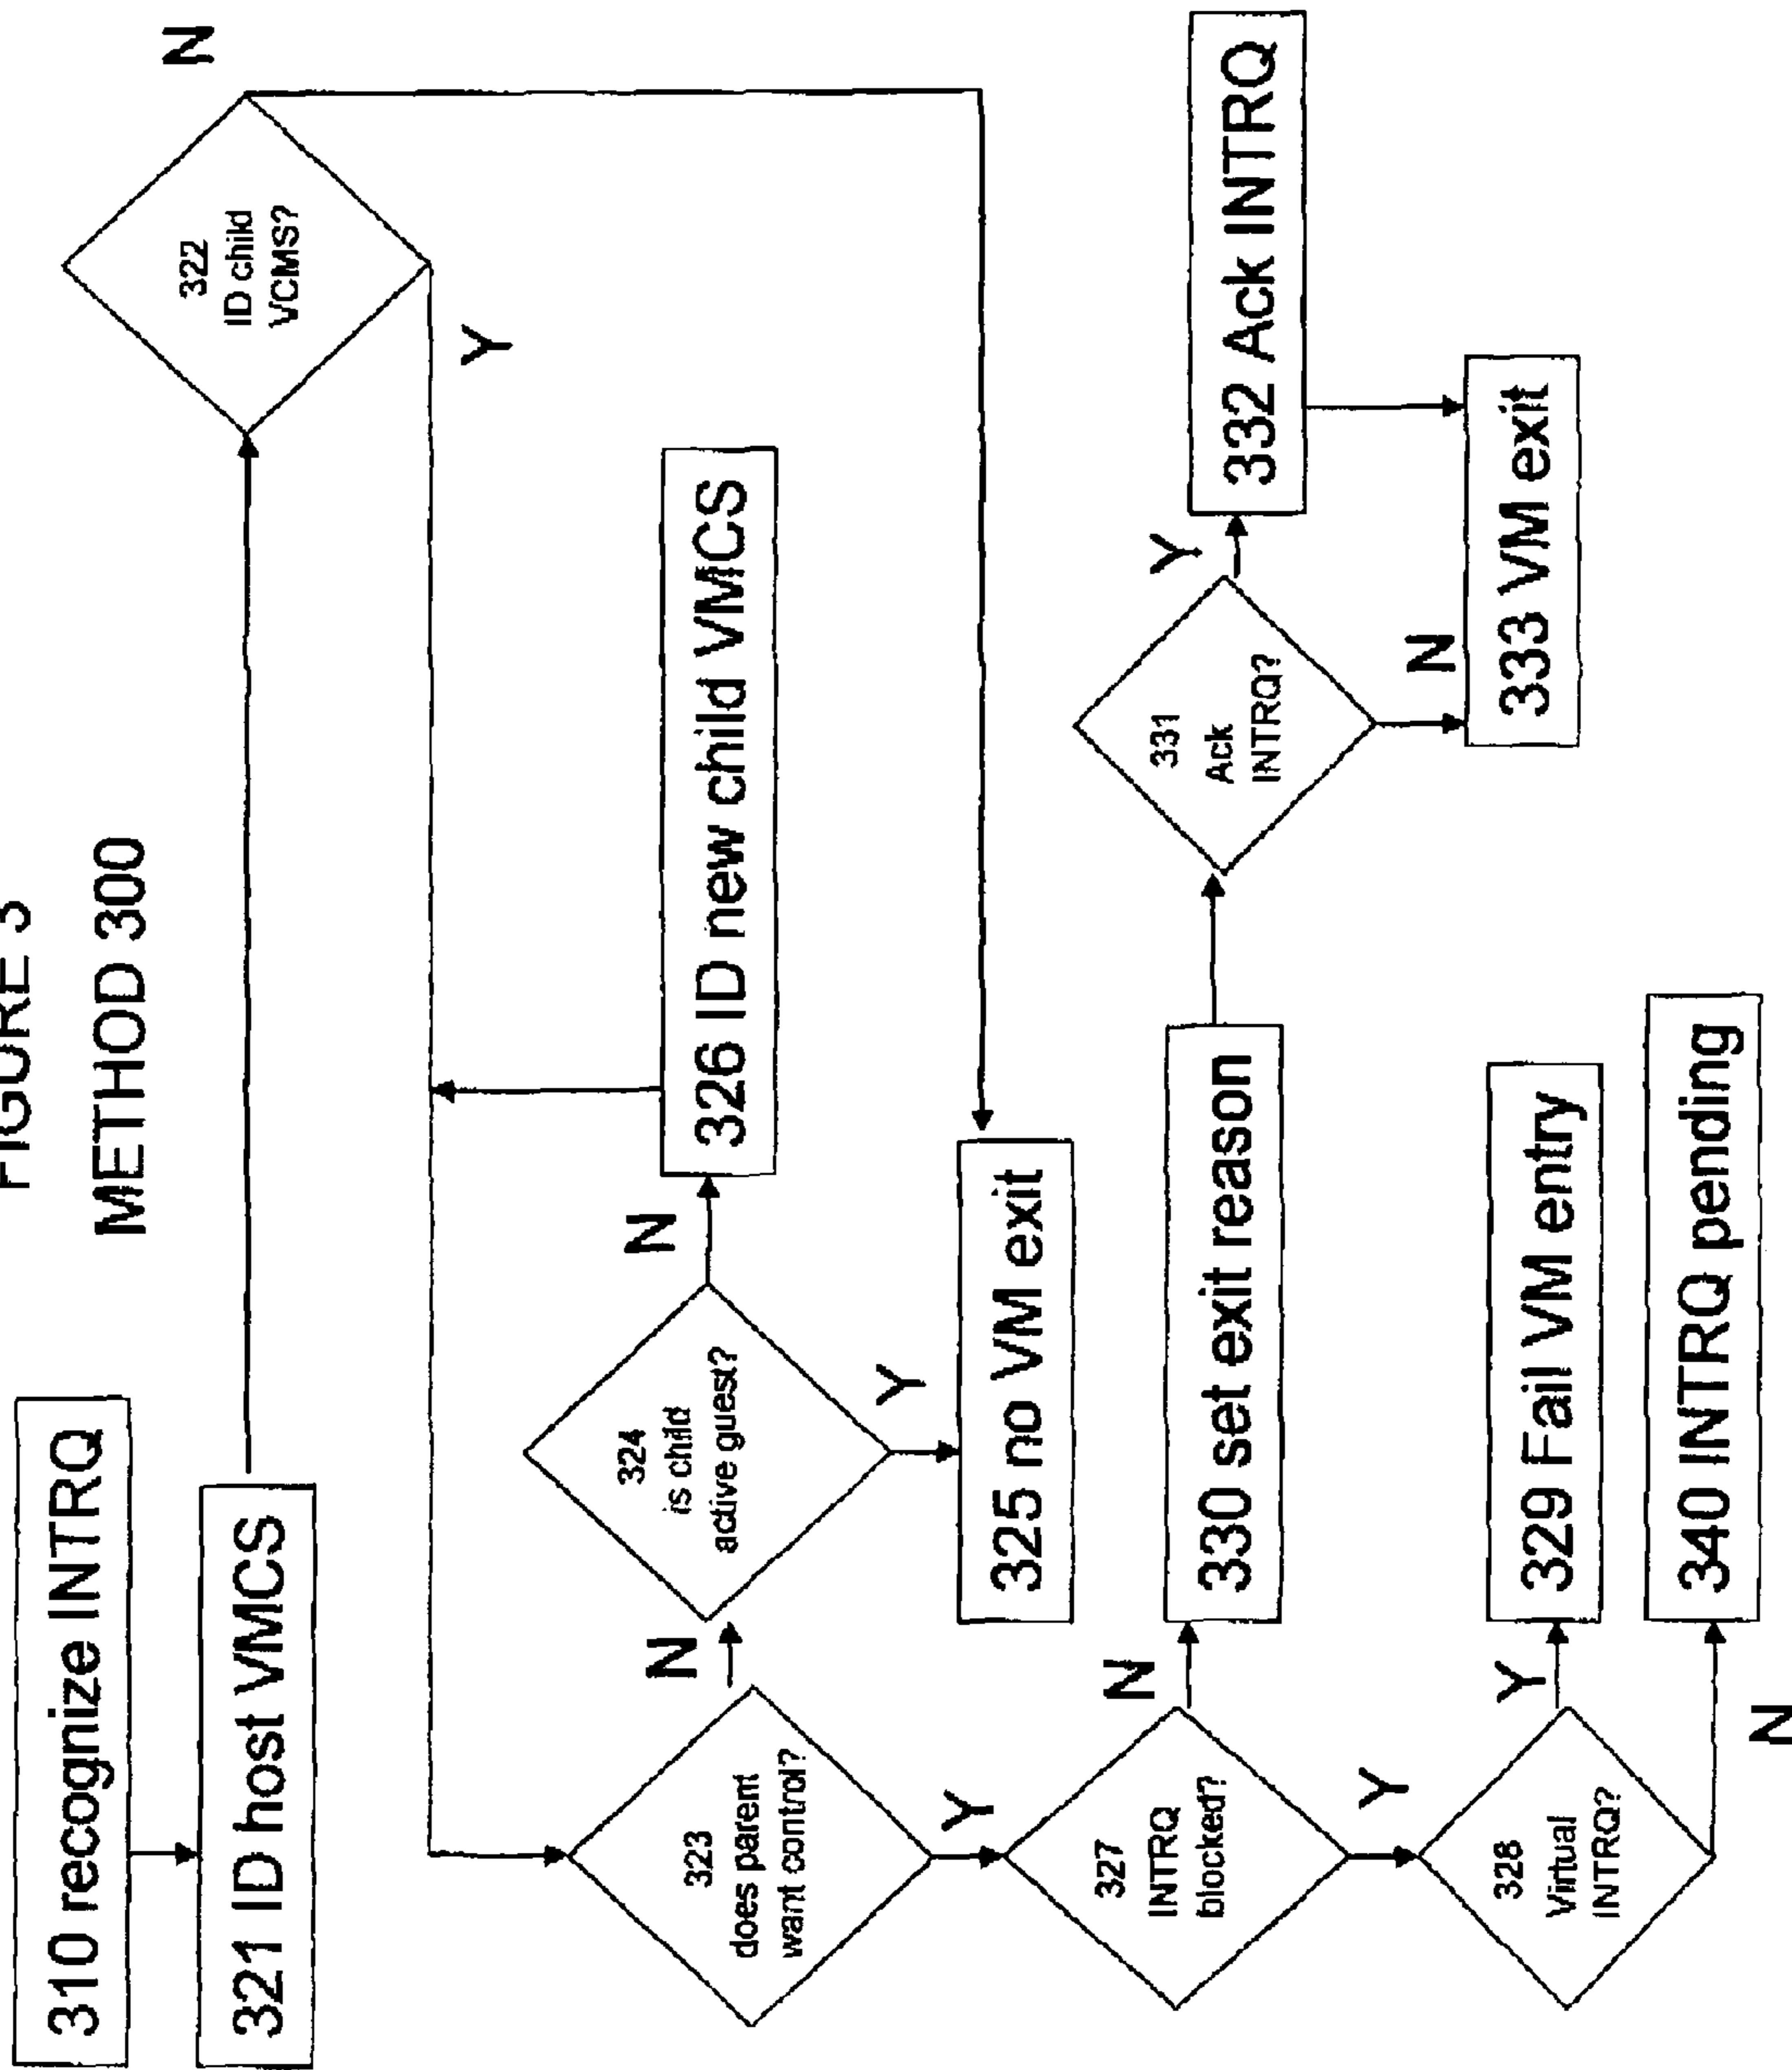 FIGURE 3
METHOD 300
310 recognize INTRQ
321 ID host VMCS
322
ID child
VCMS?
N
Y
326 ID new child VMCS
324
is child
active guest?
N
Y
325 no VM exit
323
does parent
want control?
N
Y
327
INTRQ
blocked?
N
Y
330 set exit reason
331
Ack
INTRQ?
Y
N
332 Ack INTRQ
333 VM exit
328
Virtual
INTRQ?
Y
N
329 Fail VM entry
340 INTRQ pending